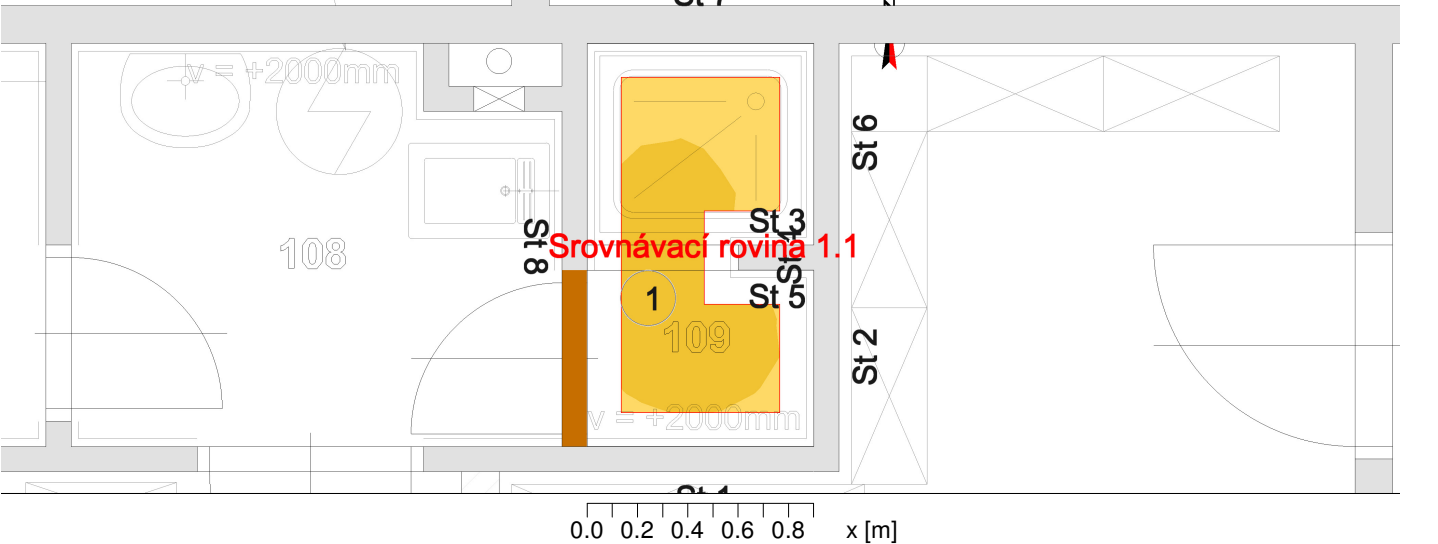 St 7
v = +2000mm
St 6
St 3
St 4
108
St 8
Srovnávací rovina 1.1
1
St 5
109
St 2
v = +2000mm
St 1
0.0 0.2 0.4 0.6 0.8 x [m]